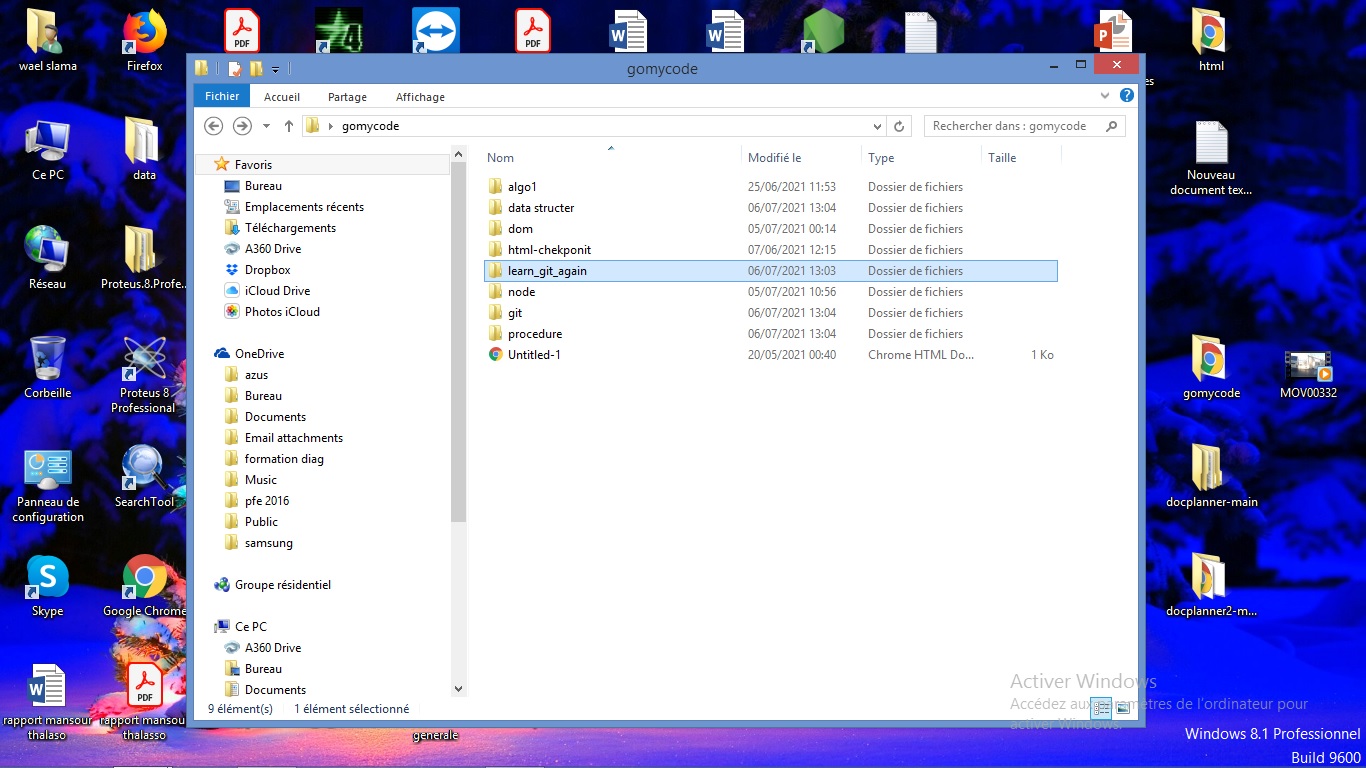 wael slama
Firefox
html
es
gomycode
Fichier
Accueil
Partage
Affichage
gomycode
Rechercher dans : gomycode
Ce PC
data
Nouveau
document tex...
Nom
Modifié le
Type
Taille
Favoris
Bureau
Emplacements récents
Téléchargements
A360 Drive
Dropbox
iCloud Drive
Photos iCloud
algo1 25/06/2021 11:53 Dossier de fichiers
data structer 06/07/2021 13:04 Dossier de fichiers
dom 05/07/2021 00:14 Dossier de fichiers
html-chekponit 07/06/2021 12:15 Dossier de fichiers
learn_git_again 06/07/2021 13:03 Dossier de fichiers
node 05/07/2021 10:56 Dossier de fichiers
git 06/07/2021 13:04 Dossier de fichiers
procedure 06/07/2021 13:04 Dossier de fichiers
Untitled-1 20/05/2021 00:40 Chrome HTML Do... 1 Ko
Réseau
Proteus.8.Profe..
OneDrive
azus
Bureau
Documents
Email attachments
formation diag
Music
pfe 2016
Public
samsung
Corbeille
Proteus 8
Professional
gomycode
MOV00332
Panneau de
configuration
SearchTool
docplanner-main
Groupe résidentiel
Ce PC
A360 Drive
Bureau
Documents
Skype
Google Chrome
docplanner2-m...
rapport mansour
thalaso
rapport mansou
thalasso
generale
9 élément(s)
1 élément sélectionné
Activer Windows
Accédez aux paramètres de l'ordinateur pour
activer Windows.
Windows 8.1 Professionnel
Build 9600